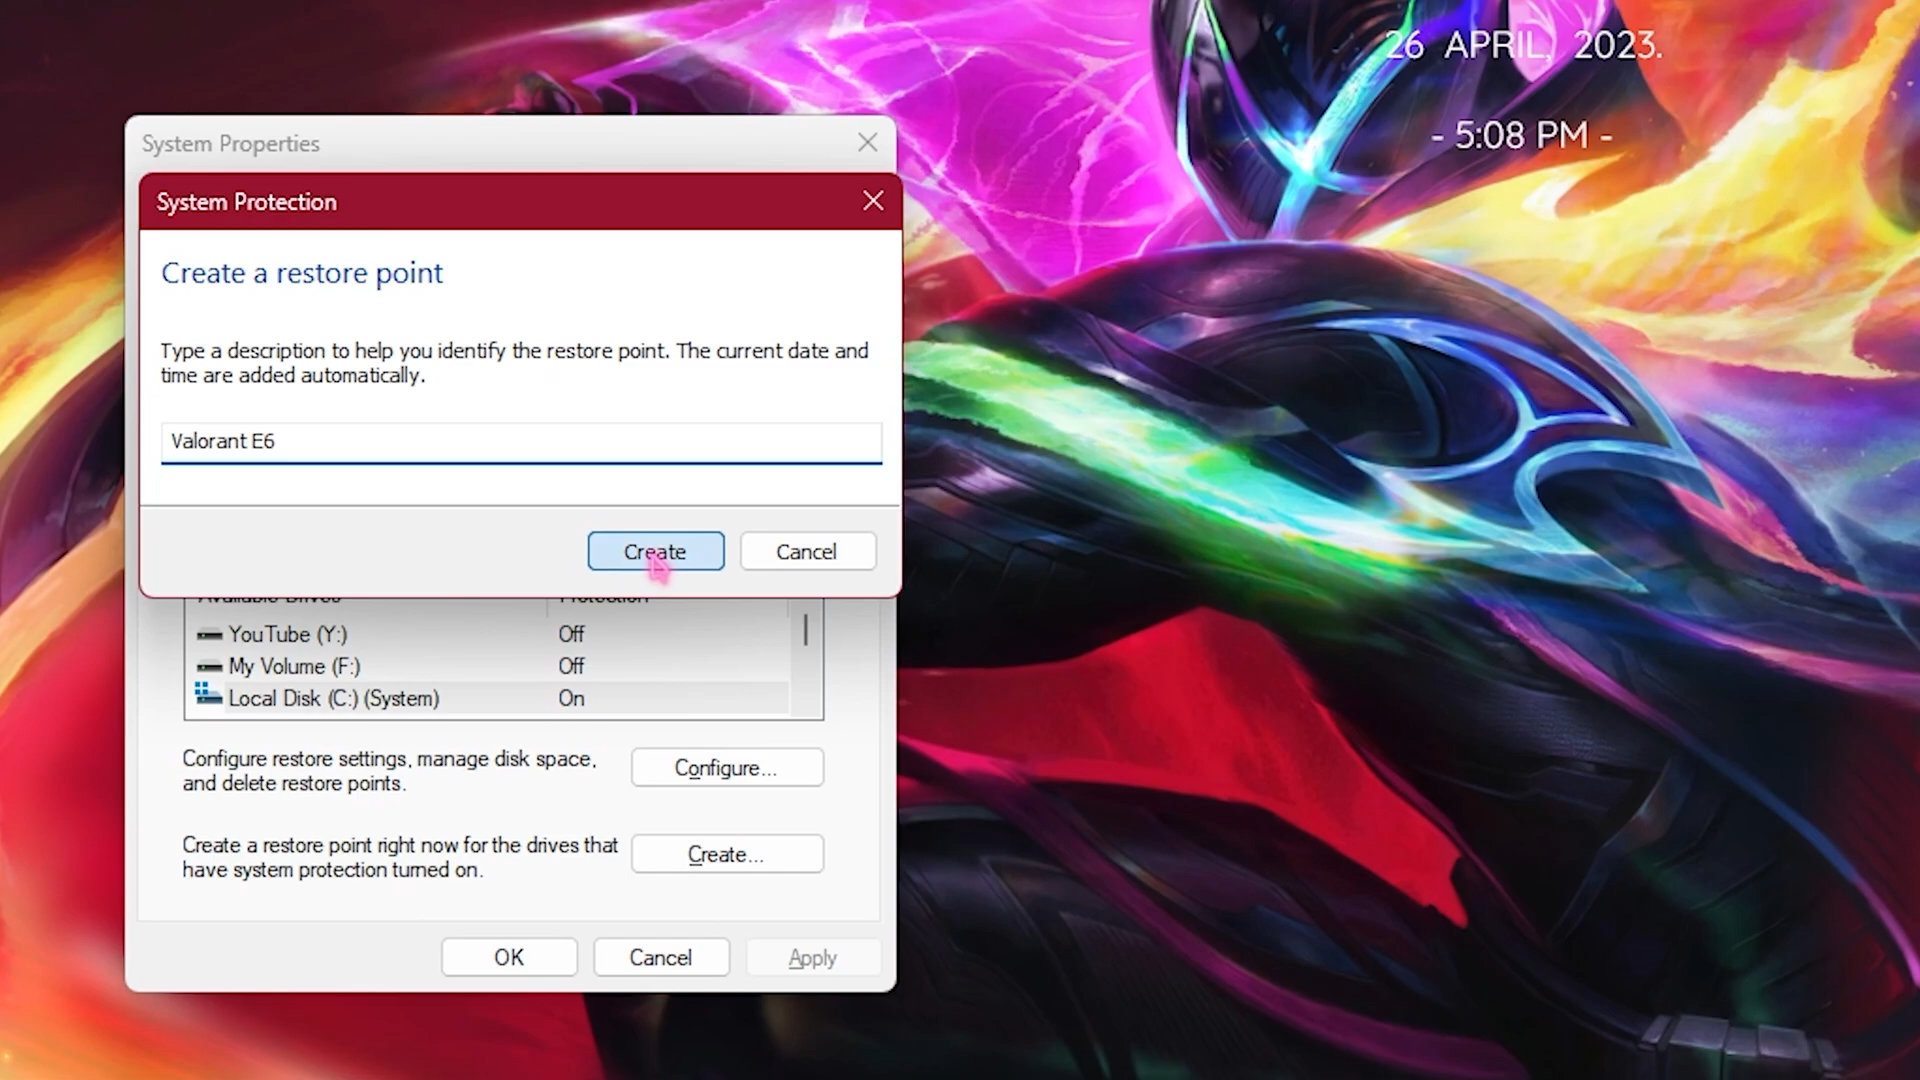 26 APRIL, 2023.
- 5:08 PM -
System Properties
System Protection
Create a restore point
Type a description to help you identify the restore point. The current date and
time are added automatically.
Valorant E6
Create
Cancel
Available Drives
Protection
YouTube (Y:)
Off
My Volume (F:)
Off
Local Disk (C:) (System)
On
Configure restore settings, manage disk space,
and delete restore points.
Configure...
Create a restore point right now for the drives that
have system protection turned on.
Create...
OK
Cancel
Apply